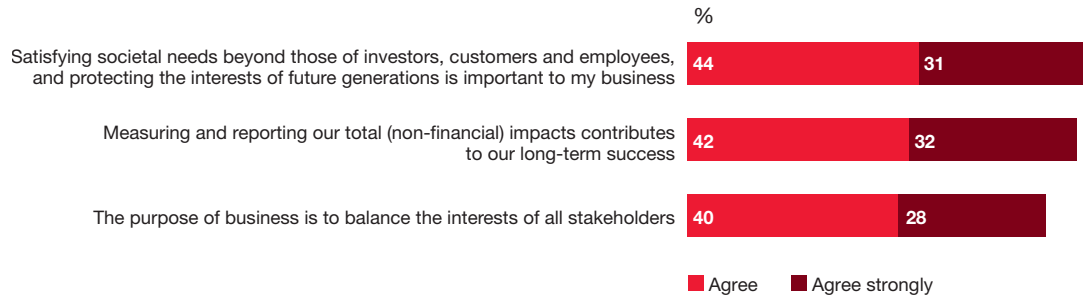 %
Satisfying societal needs beyond those of investors, customers and employees,
and protecting the interests of future generations is important to my business
44 31
Measuring and reporting our total (non-financial) impacts contributes
to our long-term success
42 32
The purpose of business is to balance the interests of all stakeholders
40 28
Agree Agree strongly